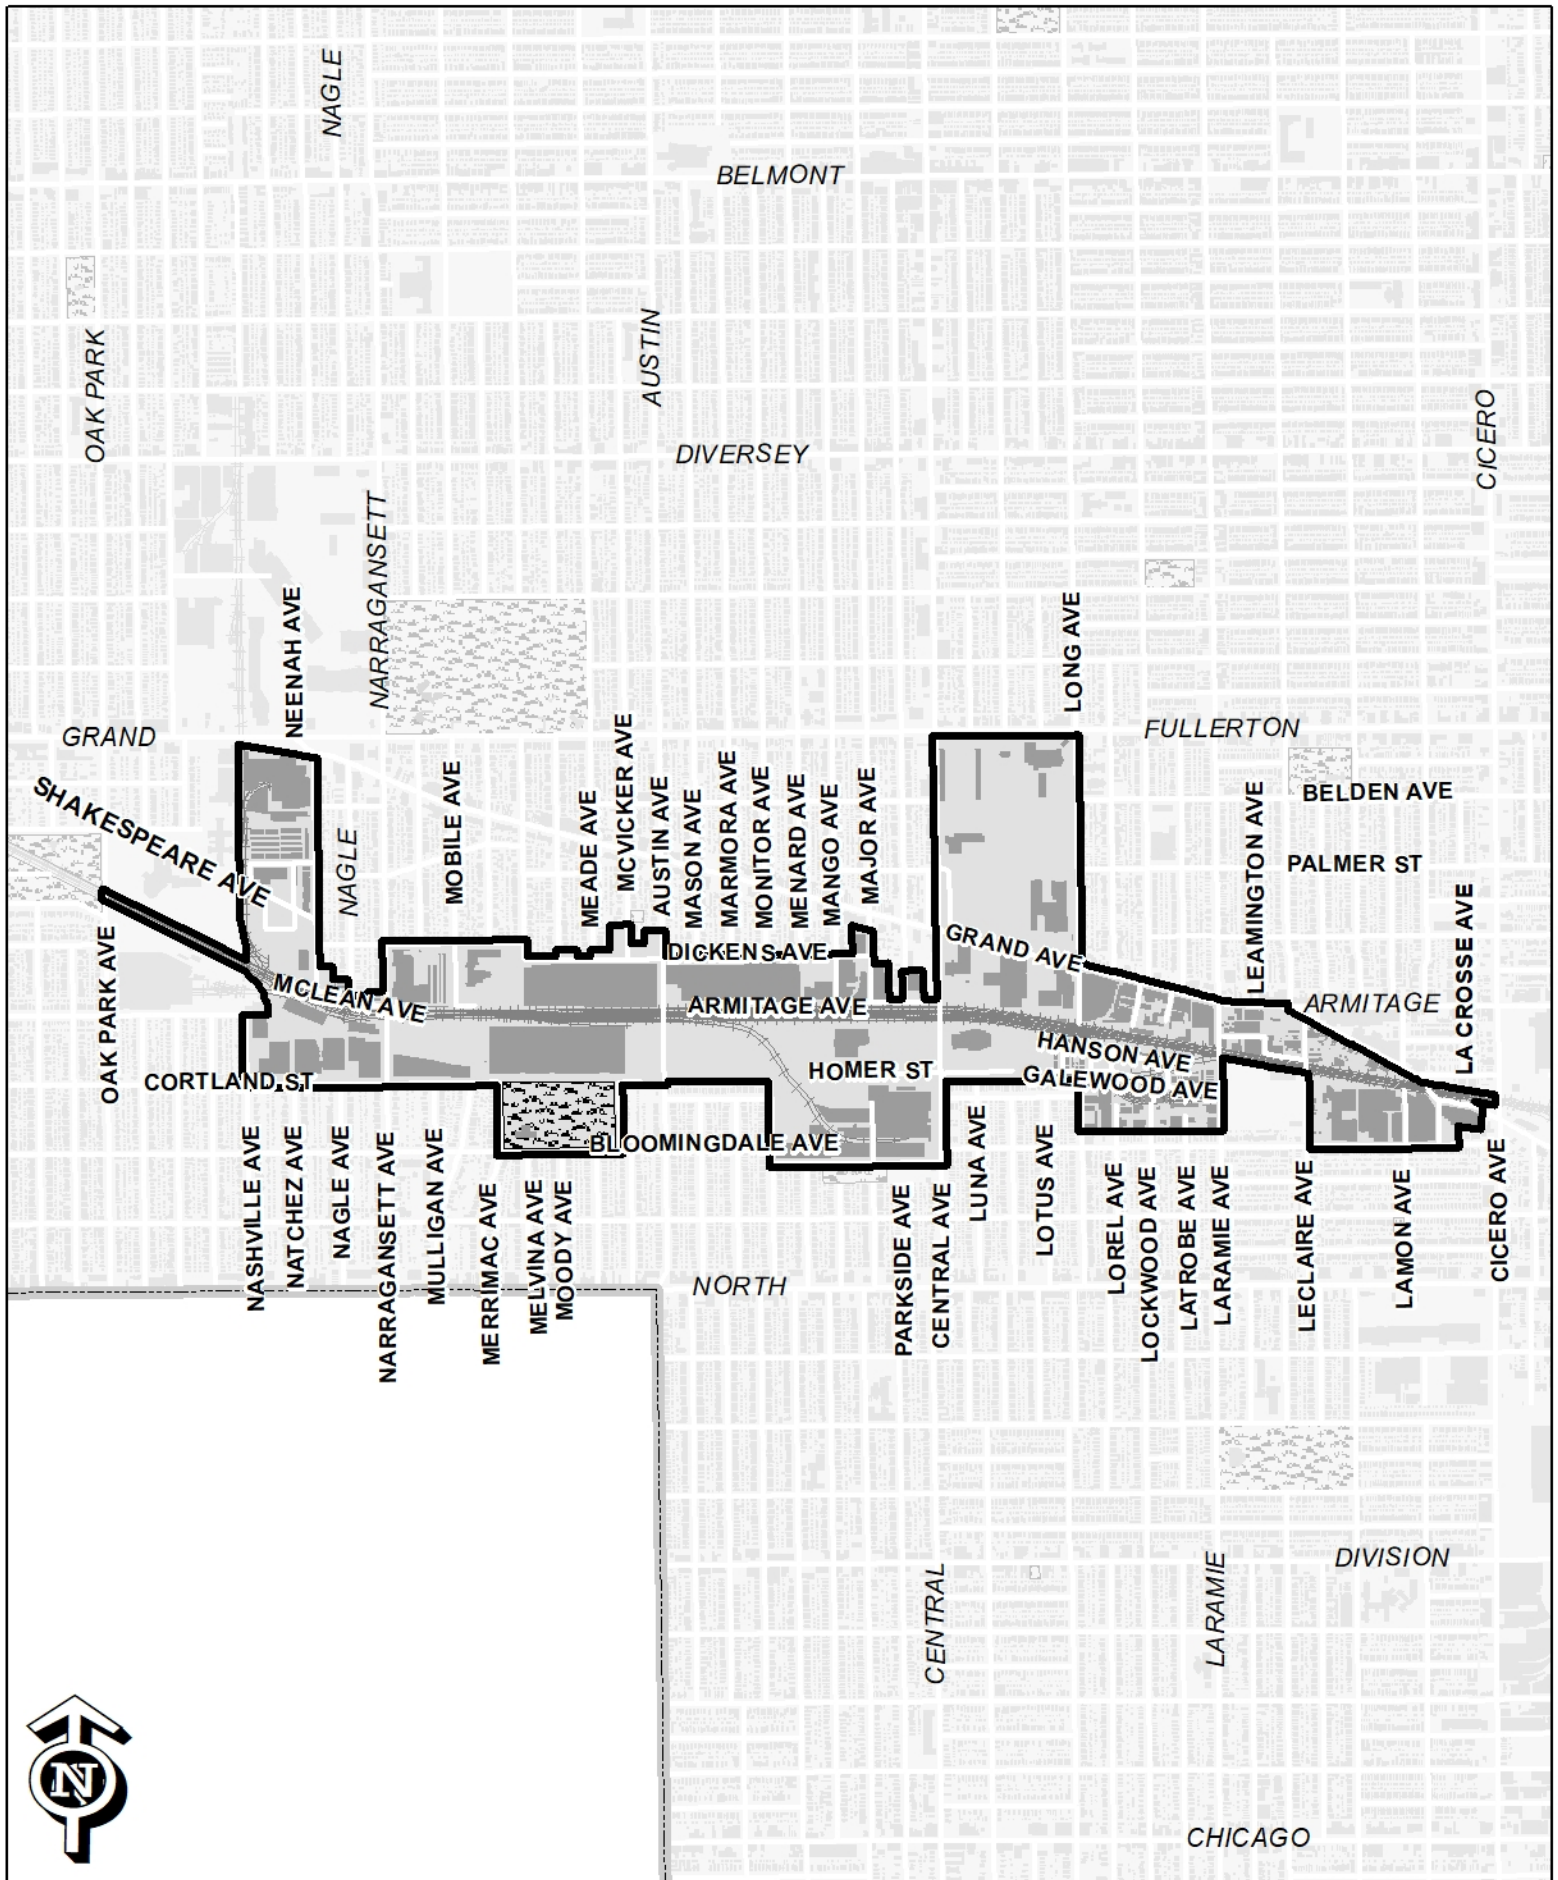 NAGLE
BELMONT
OAK PARK
AUSTIN
CICERO
DIVERSEY
NARRAGANSETT
NEENAH AVE
LONG AVE
GRAND
FULLERTON
SHAKESPEARE AVE
NAGLE
MOBILE AVE
MEADE AVE
MCVICKER AVE
AUSTIN AVE
MASON AVE
MARMORA AVE
MONITOR AVE
MENARD AVE
MANGO AVE
MAJOR AVE
LEAMINGTON AVE
BELDEN AVE
PALMER ST
LA CROSSE AVE
OAK PARK AVE
DICKENS AVE
GRAND AVE
MCLEAN AVE
ARMITAGE AVE
ARMITAGE
HANSON AVE
HOMER ST
GALEWOOD AVE
CORTLAND ST
BLOOMINGDALE AVE
NASHVILLE AVE
NATCHEZ AVE
NAGLE AVE
NARRAGANSETT AVE
MULLIGAN AVE
MERRIMAC AVE
MELVINA AVE
MOODY AVE
PARKSIDE AVE
CENTRAL AVE
LUNA AVE
LOTUS AVE
LOREL AVE
LOCKWOOD AVE
LATROBE AVE
LARAMIE AVE
LECLAIRE AVE
LAMON AVE
CICERO AVE
NORTH
DIVISION
CENTRAL
LARAMIE
CHICAGO
N